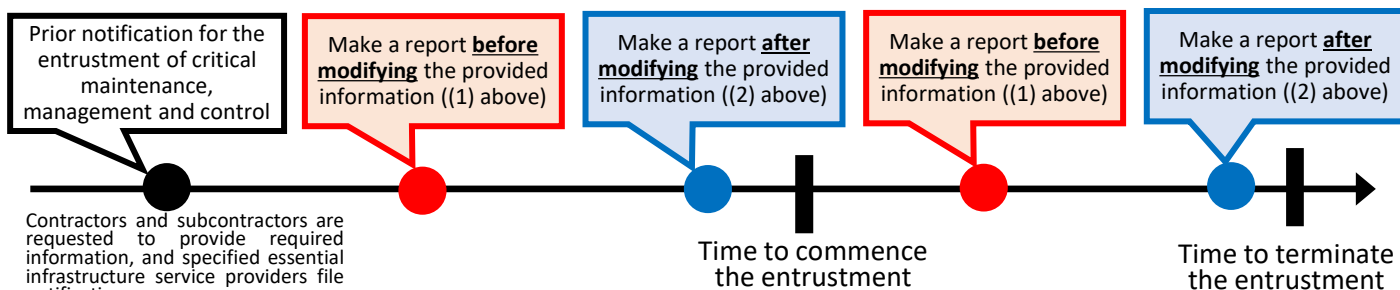 Prior notification for the
entrustment of critical
maintenance,
management and control
Make a report before
modifying the provided
information ((1) above)
Make a report after
modifying the provided
information ((2) above)
Make a report before
modifying the provided
information ((1) above)
Make a report after
modifying the provided
information ((2) above)
Contractors and subcontractors are
requested to provide required
information, and specified essential
infrastructure service providers file
Time to commence
the entrustment
Time to terminate
the entrustment